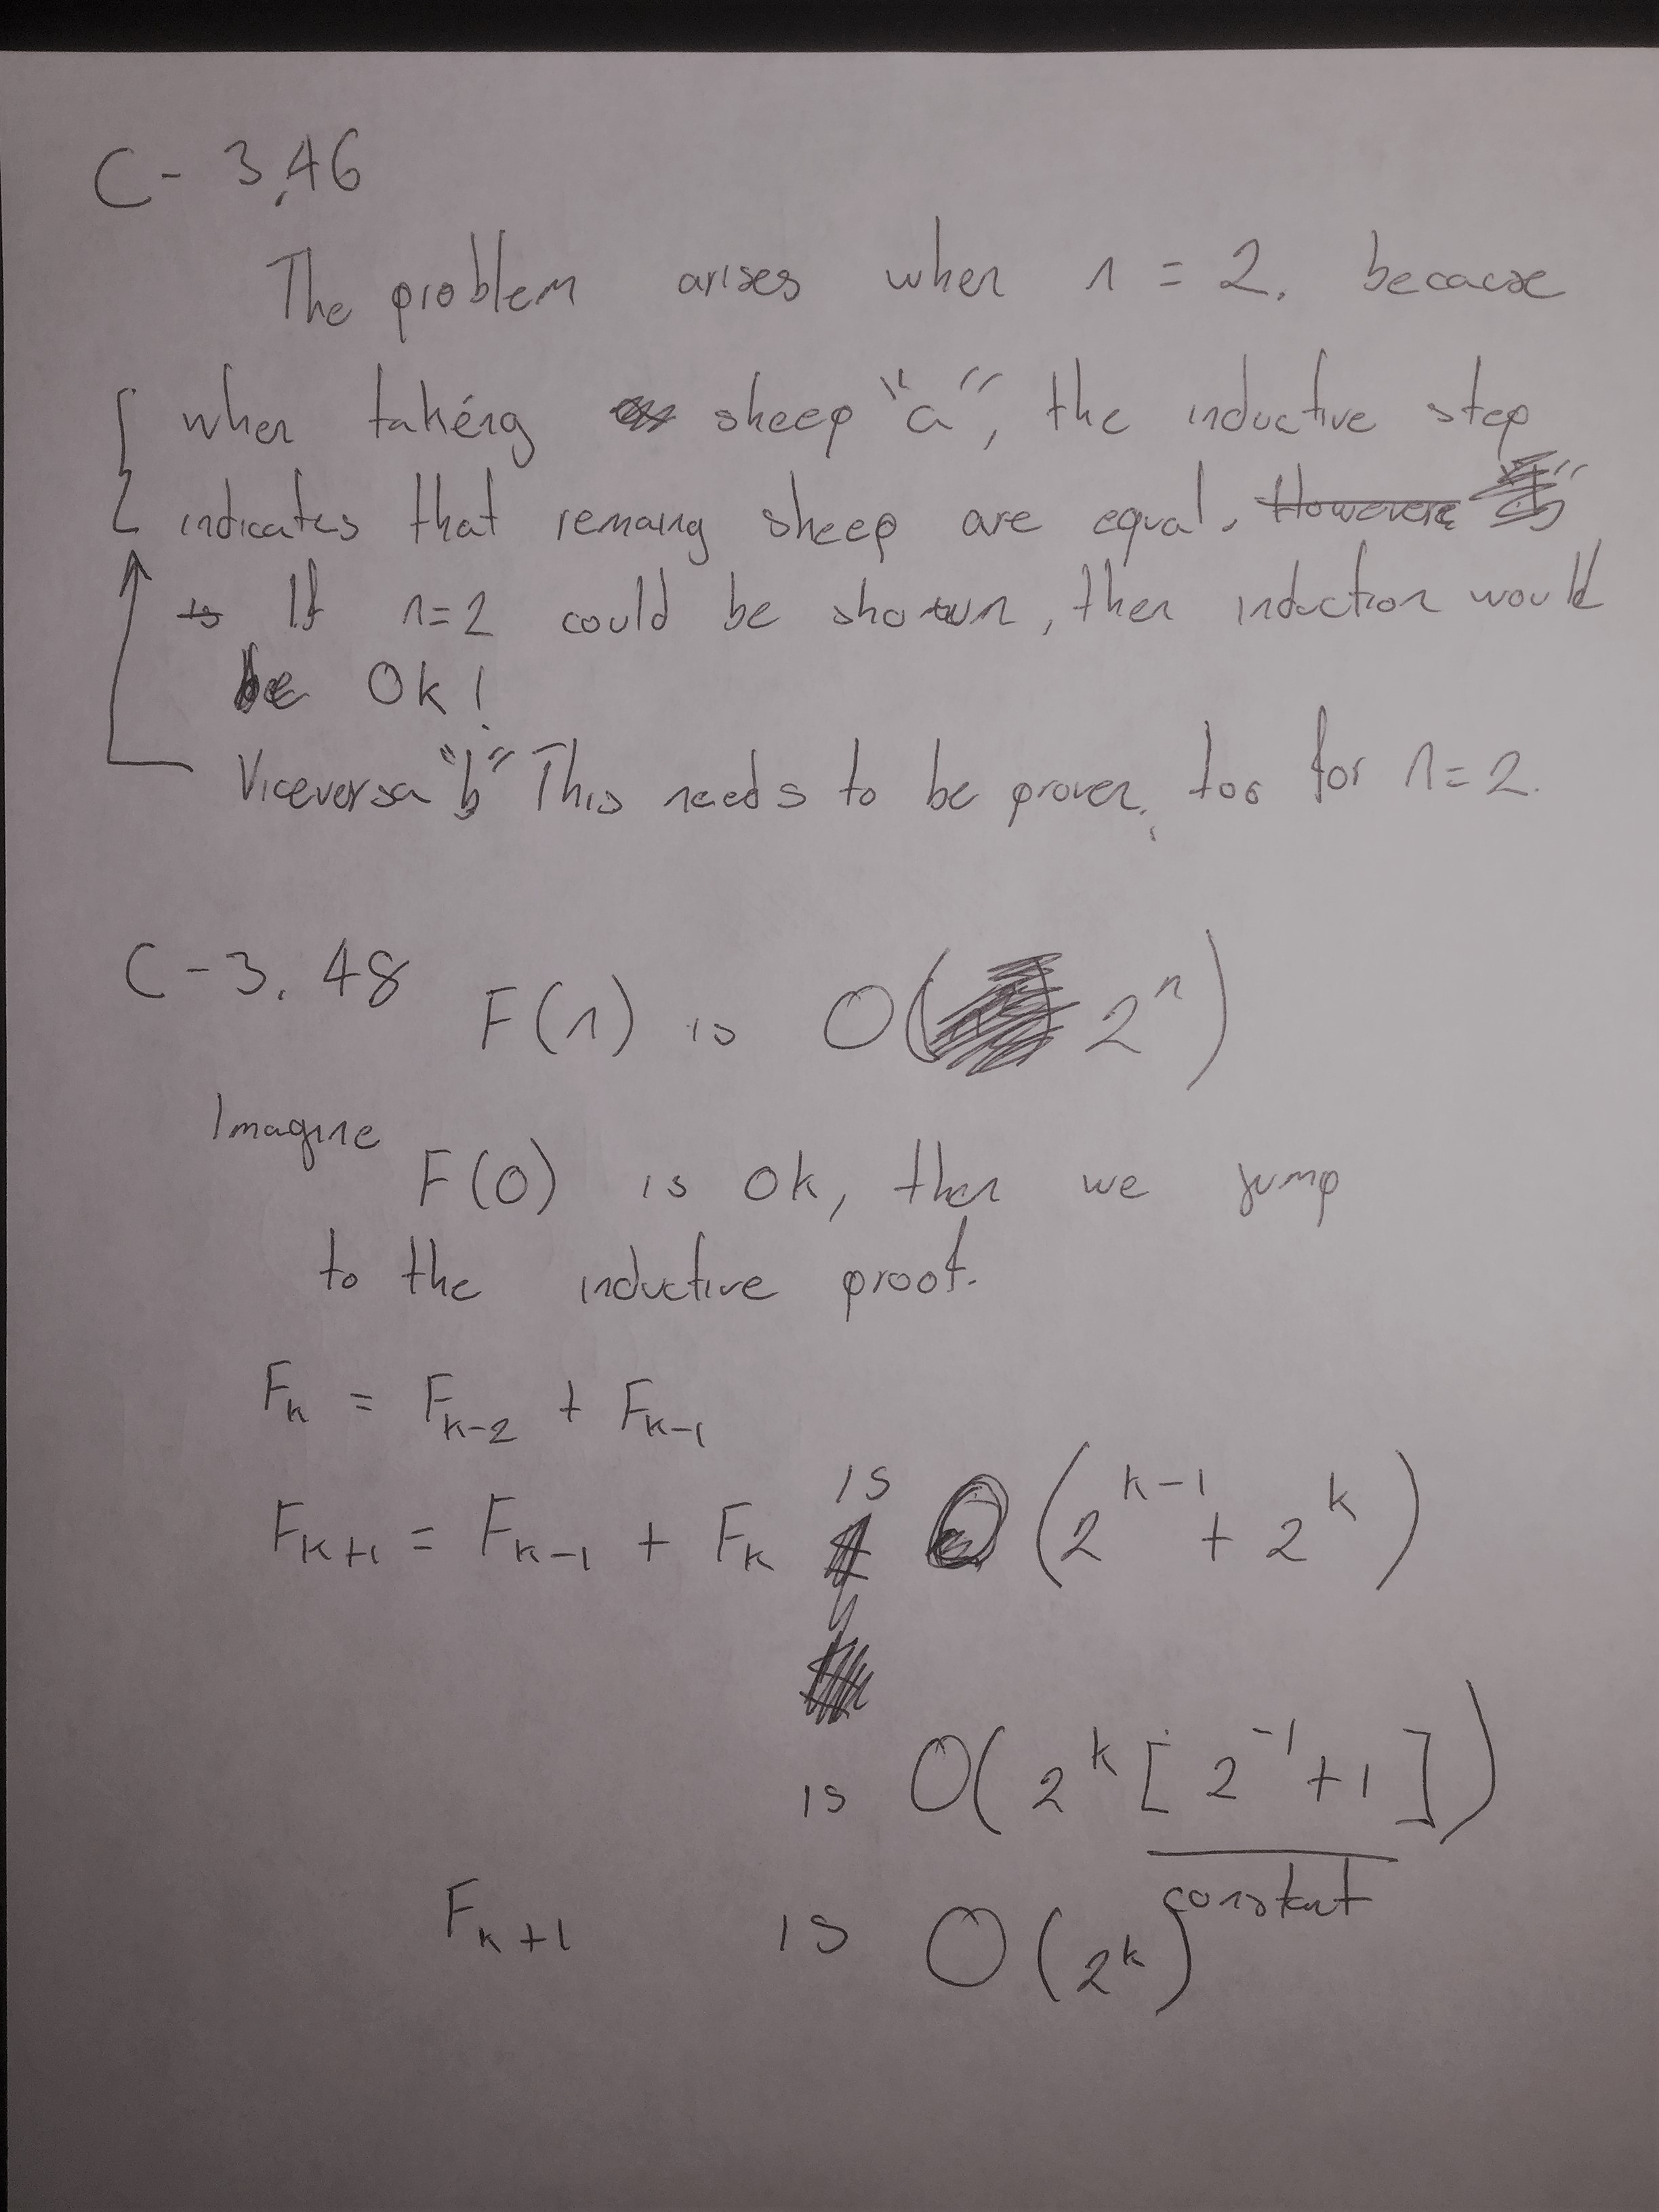 C- 3.46
The problem arises when n = 2. because
when taking sheep "a", the inductive step
indicates that remaing sheep are equal. However
to If n=2 could be shown, then induction would
be Ok!
Viceversa "b" This needs to be proven. too for n=2.
C-3.48 F(n) is O(2^n)
Imagine
F(0) is ok, then we jump
to the inductive proof.
F_k = F_{k-2} + F_{k-1}
F_{k+1} = F_{k-1} + F_k is O(2^{k-1} + 2^k)
is O(2^k [2^{-1} + 1])
constant
F_{k+1} is O(2^k)